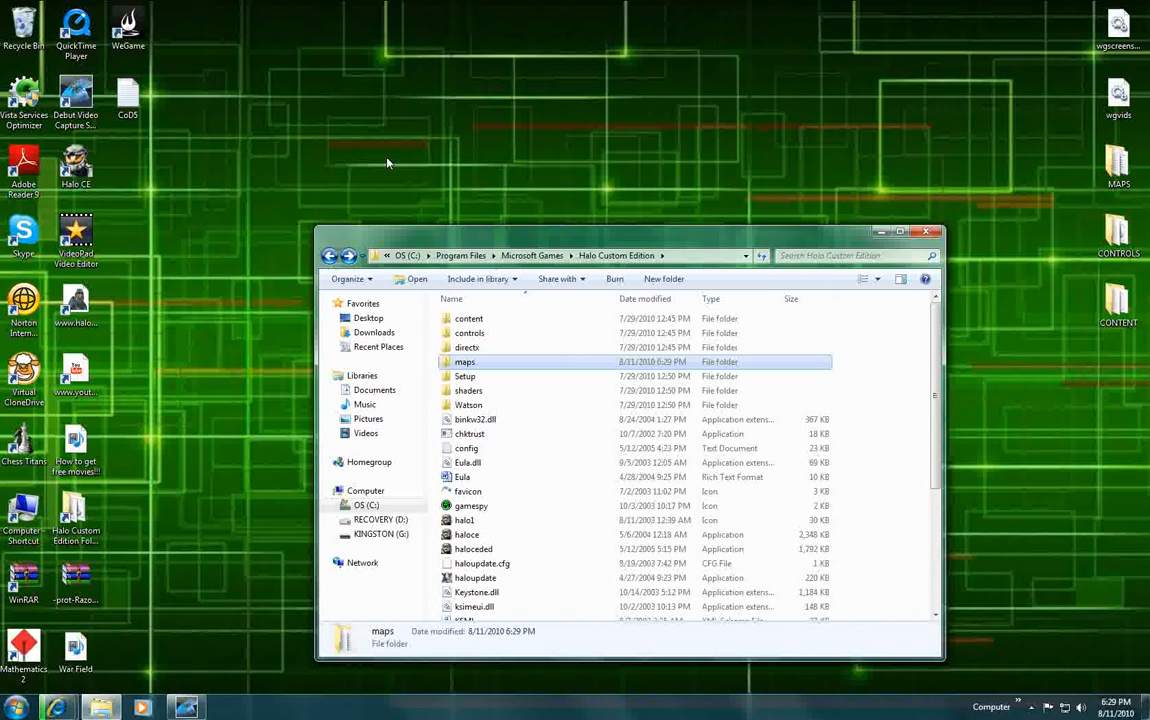 Recycle Bin
QuickTime
Player
WeGame
Vista Services
Optimizer
Debut Video
Capture S...
CoD5
Adobe
Reader 9
Halo CE
Skype
VideoPad
Video Editor
Norton
Intern...
www.halo...
Virtual
CloneDrive
www.yout...
Chess Titans
How to get
free movies!!!
Computer -
Shortcut
Halo Custom
Edition Fol...
WinRAR
-prot-Razo...
Mathematics
2
War Field
wgscreens...
wgvids
MAPS
CONTROLS
CONTENT
« OS (C:) Program Files Microsoft Games Halo Custom Edition
Search Halo Custom Edition
Organize Open Include in library Share with Burn New folder
Favorites
Desktop
Downloads
Recent Places
Libraries
Documents
Music
Pictures
Videos
Homegroup
Computer
OS (C:)
RECOVERY (D:)
KINGSTON (G:)
Network
Name Date modified Type Size
content 7/29/2010 12:45 PM File folder
controls 7/29/2010 12:45 PM File folder
directx 7/29/2010 12:45 PM File folder
maps 8/11/2010 6:29 PM File folder
Setup 7/29/2010 12:50 PM File folder
shaders 7/29/2010 12:50 PM File folder
Watson 7/29/2010 12:50 PM File folder
binkw32.dll 8/24/2004 1:27 PM Application extens... 367 KB
chktrust 10/7/2002 7:20 PM Application 18 KB
config 5/12/2005 4:23 PM Text Document 23 KB
Eula.dll 9/5/2003 12:05 AM Application extens... 69 KB
Eula 4/28/2004 9:25 PM Rich Text Format 10 KB
favicon 7/2/2003 11:02 PM Icon 3 KB
gamespy 10/3/2003 10:17 PM Icon 2 KB
halo1 8/11/2003 12:39 AM Icon 30 KB
haloce 5/6/2004 12:18 AM Application 2,348 KB
haloceded 5/12/2005 5:15 PM Application 1,792 KB
haloupdate.cfg 8/19/2003 7:42 PM CFG File 1 KB
haloupdate 4/27/2004 9:23 PM Application 220 KB
Keystone.dll 10/14/2003 5:12 PM Application extens... 1,184 KB
ksimeui.dll 10/2/2003 10:13 PM Application extens... 148 KB
maps Date modified: 8/11/2010 6:29 PM
File folder
Computer
6:29 PM
8/11/2010